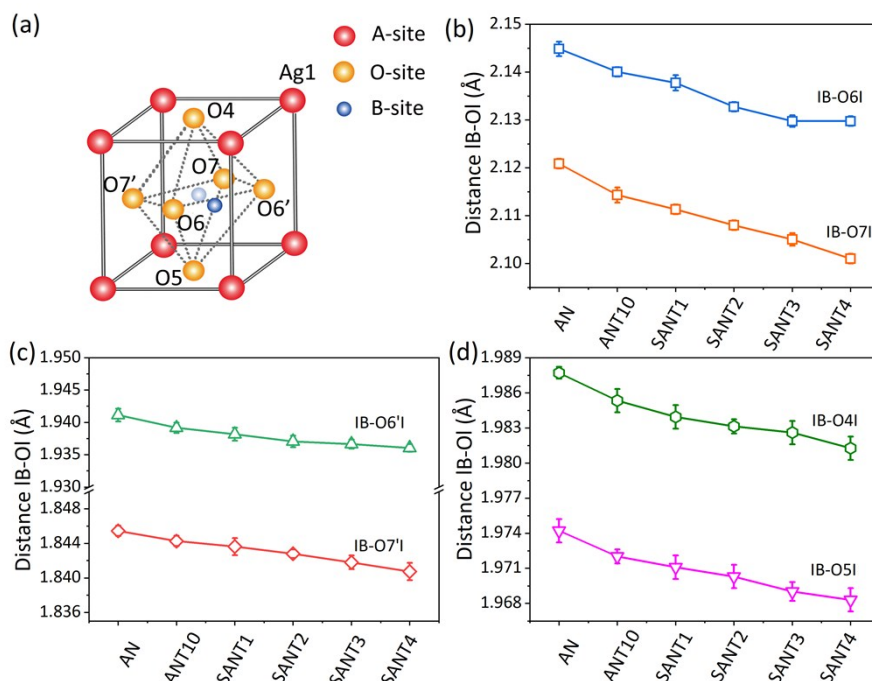 (a)
A-site
O-site
B-site
Ag1
O4
O7
O7’
O6’
O6
O5
(b)
2.15
2.14
2.13
2.12
2.11
2.10
Distance IB-OI (Å)
IB-O6I
IB-O7I
AN
ANT10
SANT1
SANT2
SANT3
SANT4
(c)
1.950
1.945
1.940
1.935
1.930
1.848
1.844
1.840
1.836
Distance IB-OI (Å)
IB-O6'I
IB-O7'I
AN
ANT10
SANT1
SANT2
SANT3
SANT4
(d)
1.989
1.986
1.983
1.980
1.977
1.974
1.971
1.968
Distance IB-OI (Å)
IB-O4I
IB-O5I
AN
ANT10
SANT1
SANT2
SANT3
SANT4